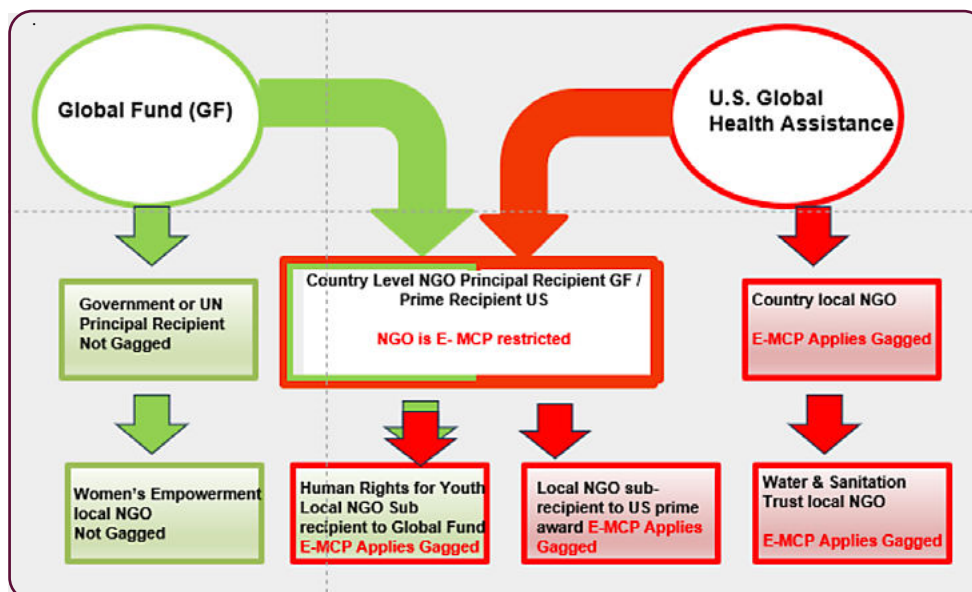 Global Fund (GF)
U.S. Global
Health Assistance
Government or UN
Principal Recipient
Not Gagged
Country Level NGO Principal Recipient GF /
Prime Recipient US
NGO is E- MCP restricted
Country local NGO
E-MCP Applies Gagged
Women's Empowerment
local NGO
Not Gagged
Human Rights for Youth
Local NGO Sub
recipient to Global Fund
E-MCP Applies Gagged
Local NGO sub-
recipient to US prime
award E-MCP Applies
Gagged
Water & Sanitation
Trust local NGO
E-MCP Applies Gagged